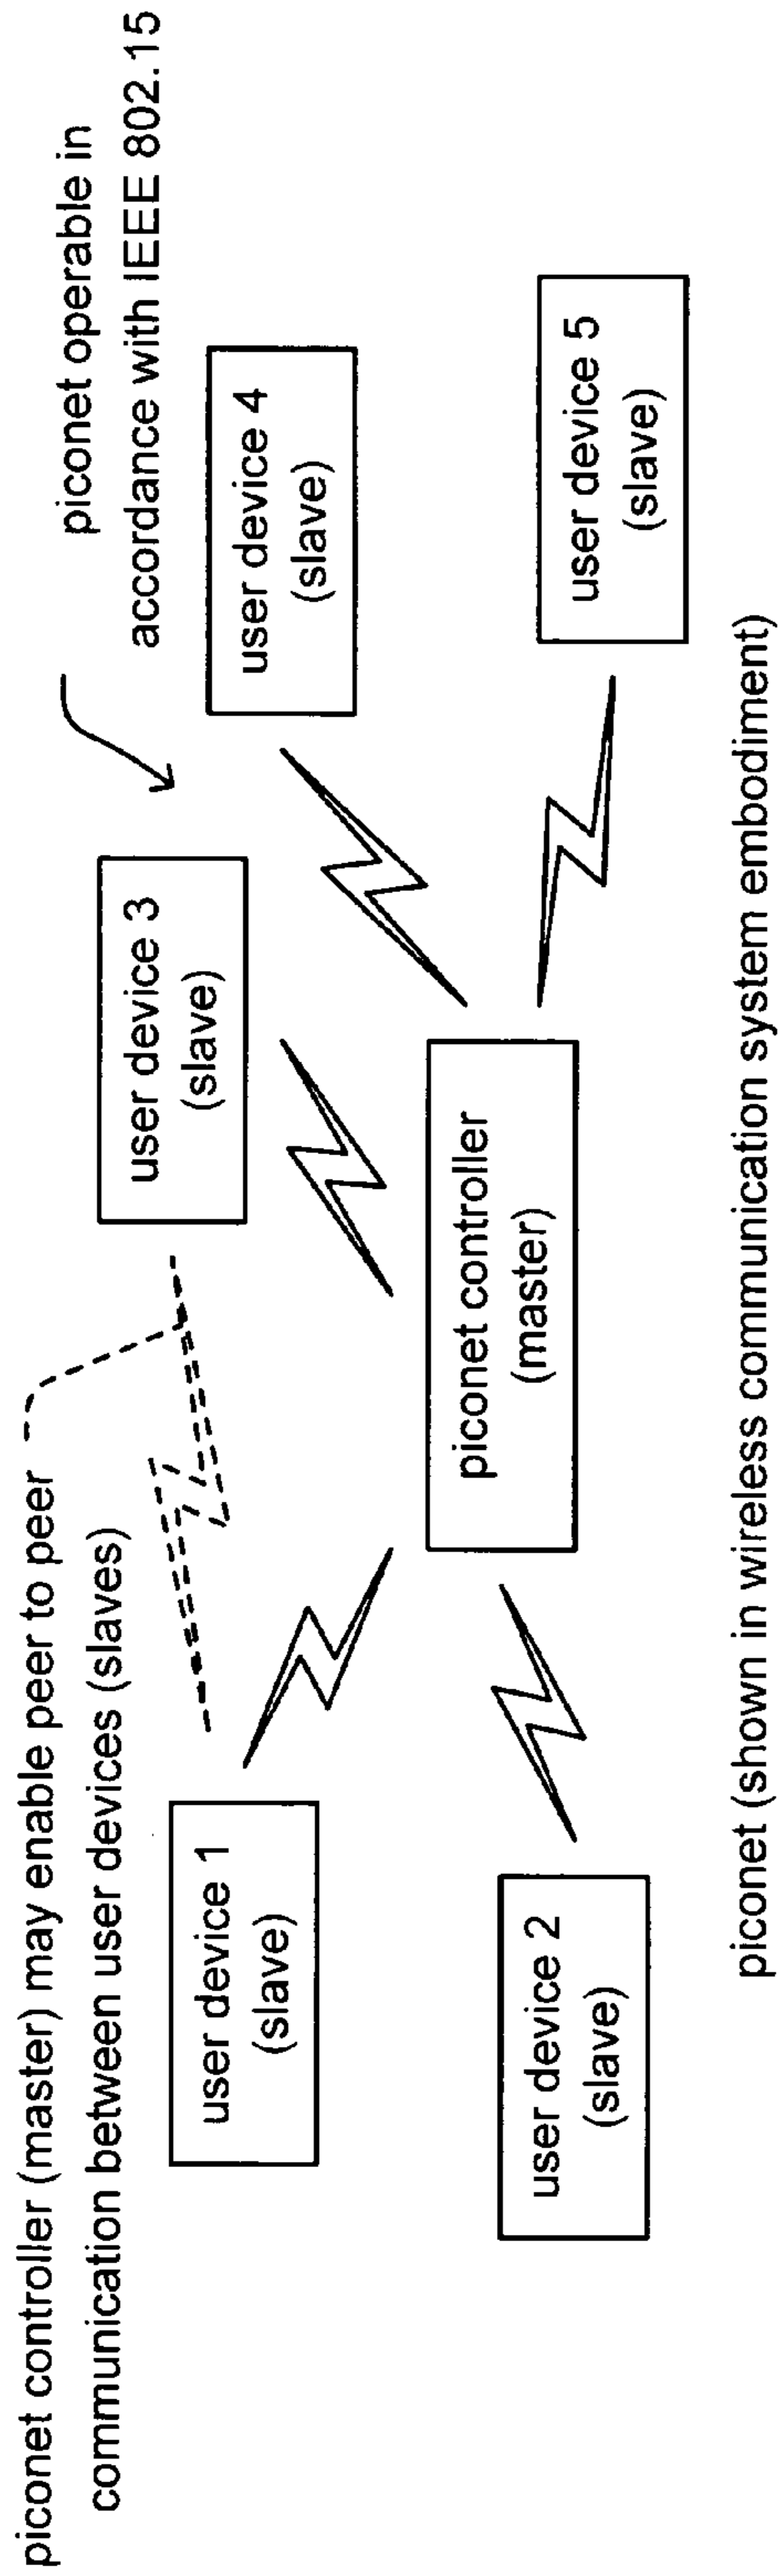 piconet controller (master) may enable peer to peer
communication between user devices (slaves)
piconet operable in
accordance with IEEE 802.15
user device 1
(slave)
user device 3
(slave)
user device 4
(slave)
user device 2
(slave)
piconet controller
(master)
user device 5
(slave)
piconet (shown in wireless communication system embodiment)